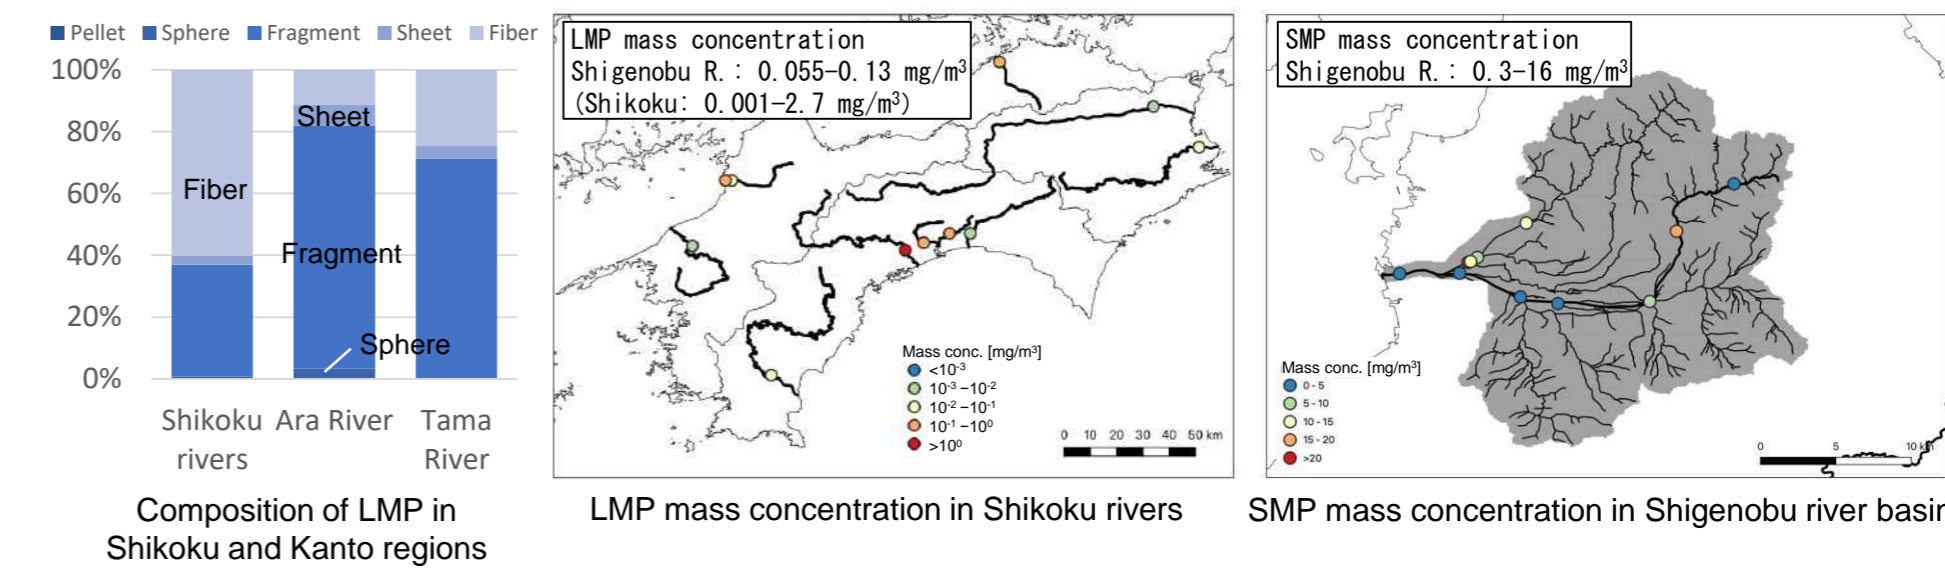 Pellet Sphere Fragment Sheet Fiber
100%
80%
60%
40%
20%
0%
Sheet
Fiber
Fragment
Sphere
Shikoku rivers
Ara River
Tama River
Composition of LMP in
Shikoku and Kanto regions
LMP mass concentration
Shigenobu R.: 0.055–0.13 mg/m³
(Shikoku: 0.001–2.7 mg/m³)
Mass conc. [mg/m³]
<10⁻³
10⁻³–10⁻²
10⁻²–10⁻¹
10⁻¹–10⁰
>10⁰
0 10 20 30 40 50 km
LMP mass concentration in Shikoku rivers
SMP mass concentration
Shigenobu R.: 0.3–16 mg/m³
Mass conc. [mg/m³]
0 - 5
5 - 10
10 - 15
15 - 20
>20
0 5 10 km
SMP mass concentration in Shigenobu river basin